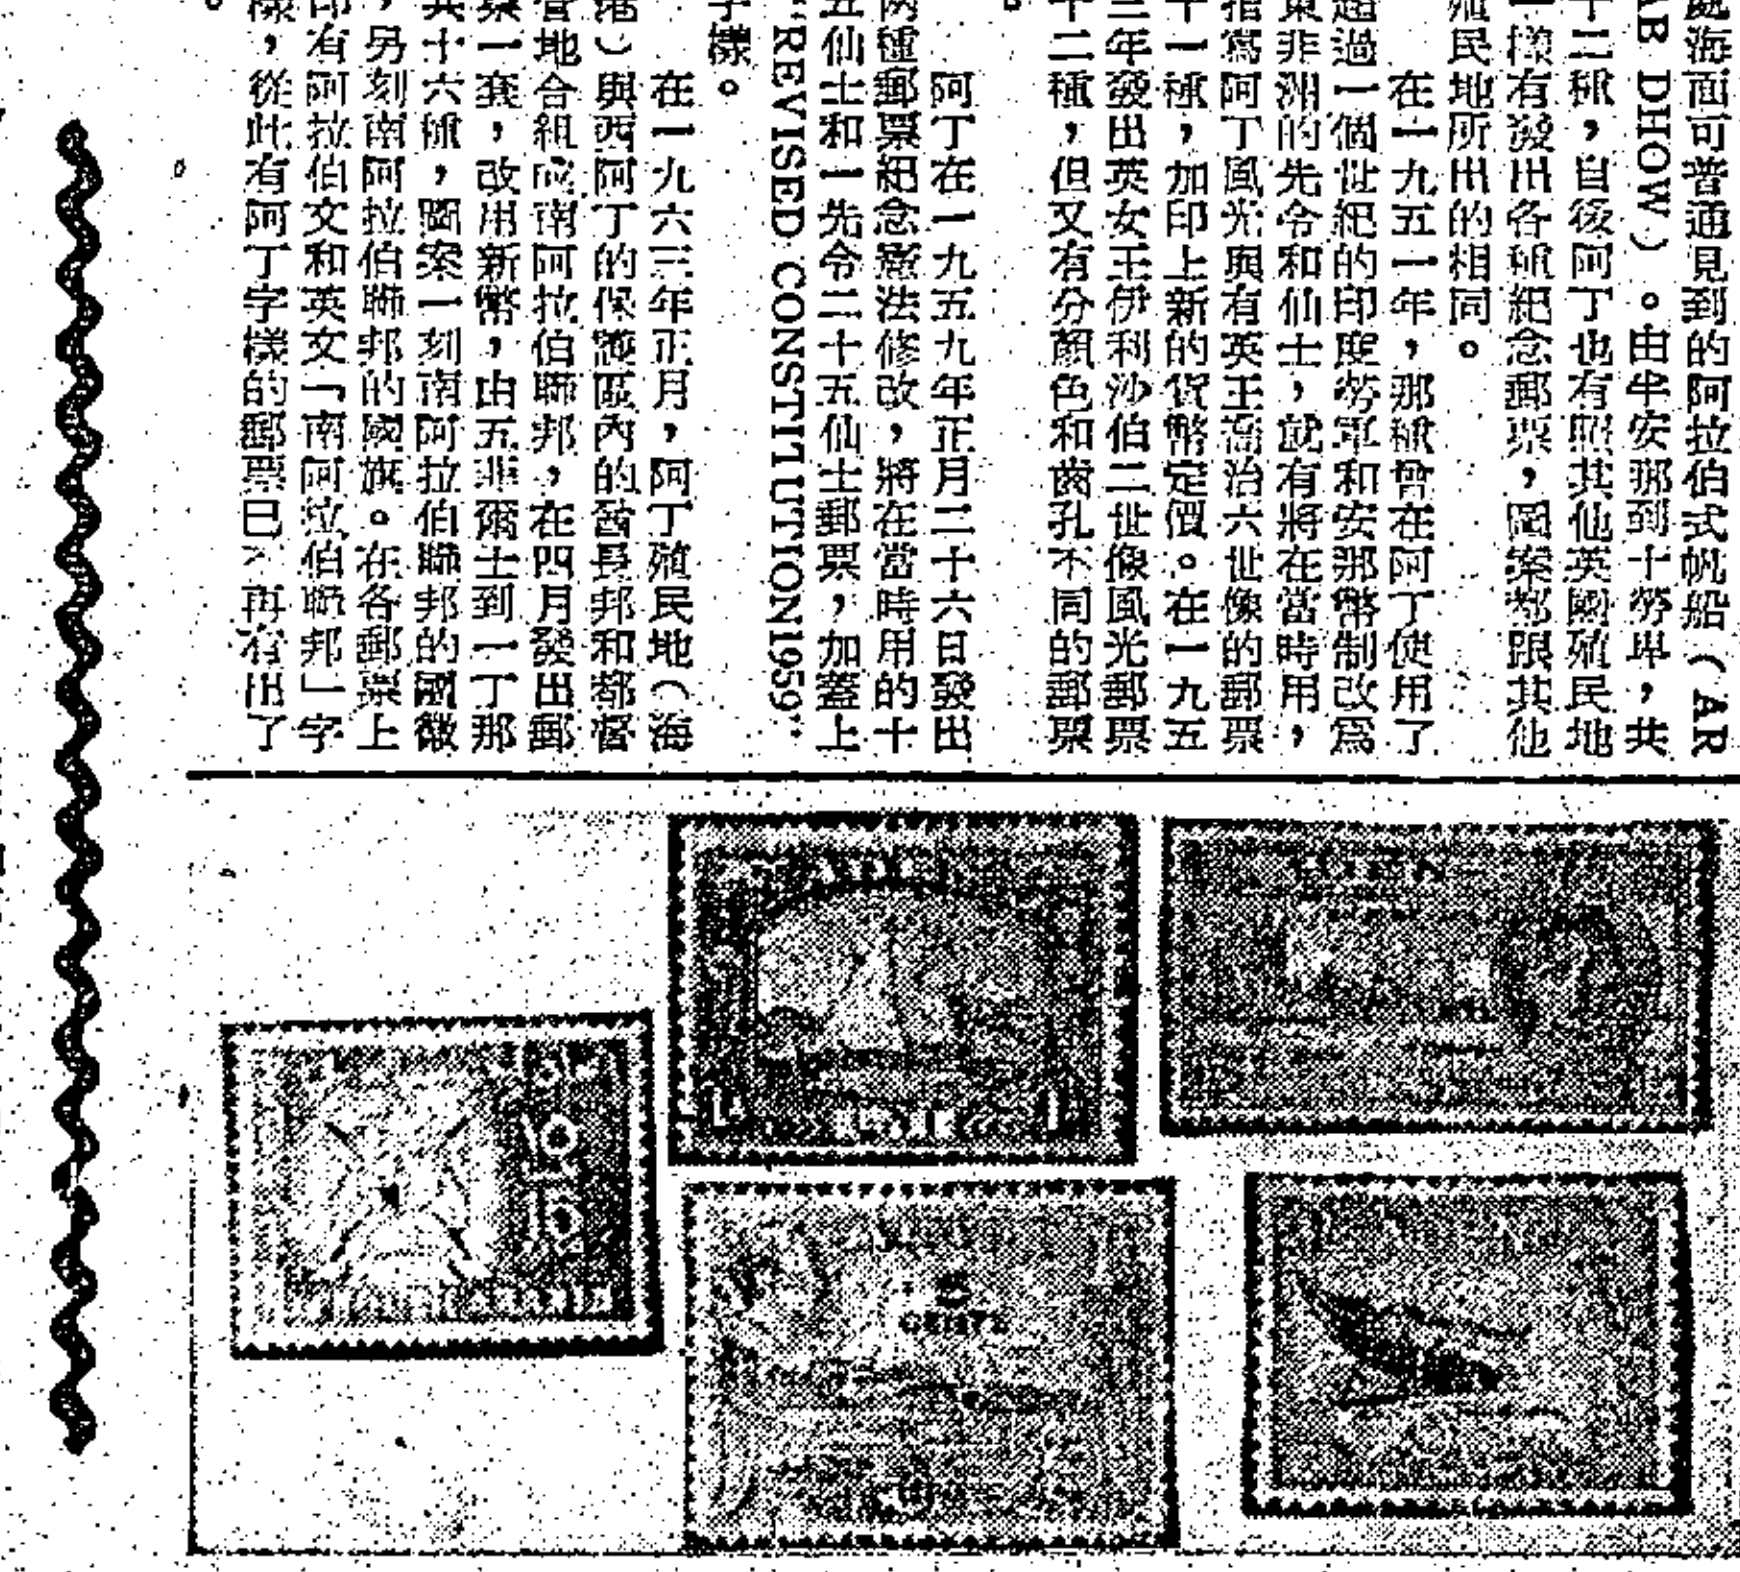 處海面可普通見到的阿拉伯式帆船（AR
AB DHOW）。由半安那到十勞卑，共
十二種，自後阿丁也有照其他英國殖民地
一樣有發出各種紀念郵票，圖案都跟其他
殖民地所出的相同。
在一九五一年，那種曾在阿丁使用了
超過一個世紀的印度勞卑和安那幣制改爲
東非洲的先令和仙士，就有將在當時用，
指寫阿丁風光與有英王喬治六世像的郵票
十一種，加印上新的貨幣定價。在一九五
三年發出英女王伊利沙伯二世像風光郵票
十二種，但又有分顏色和齒孔不同的郵票
。
阿丁在一九五九年正月二十六日發出
兩種郵票紀念憲法修改，將在當時用的十
五仙士和一先令二十五仙士郵票，加蓋上
"REVISED CONSTITUTION1959"
字樣。
在一九六三年正月，阿丁殖民地（海
港）與西阿丁的保護區內的酋長邦和都督
管地合組成南阿拉伯聯邦，在四月發出郵
票一套，改用新幣，由五非爾士到一丁那
共十六種，圖案一刻南阿拉伯聯邦的國徽
，另刻南阿拉伯聯邦的國旗。在各郵票上
印有阿拉伯文和英文「南阿拉伯聯邦」字
樣，從此有阿丁字樣的郵票已不再有出了
。